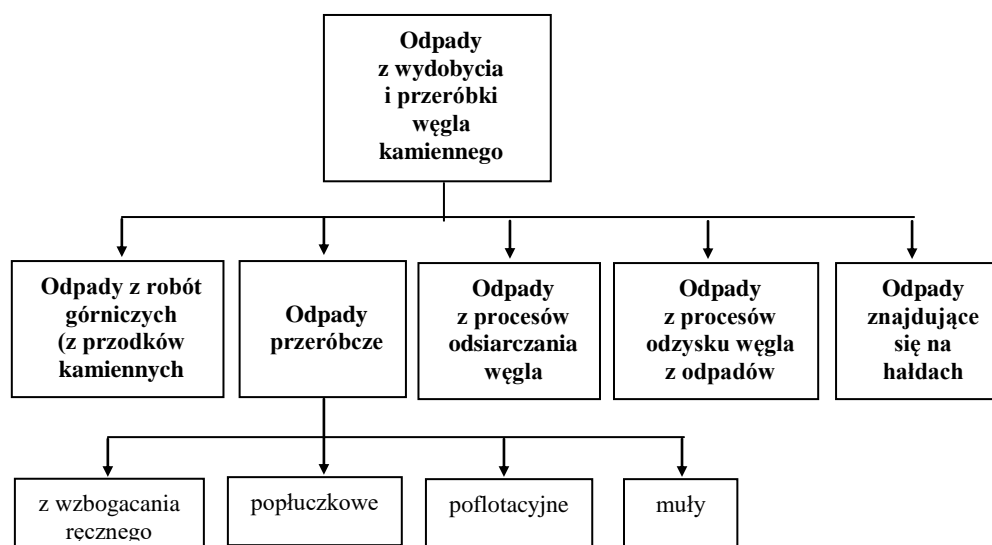 Odpady
z wydobycia
i przeróbki
węgla
kamiennego
Odpady z robót
górniczych
(z przodków
kamiennych
Odpady
przeróbcze
Odpady
z procesów
odsiarczania
węgla
Odpady
z procesów
odzysku węgla
z odpadów
Odpady
znajdujące
się na
hałdach
z wzbogacania
ręcznego
popłuczkowe
poflotacyjne
muły